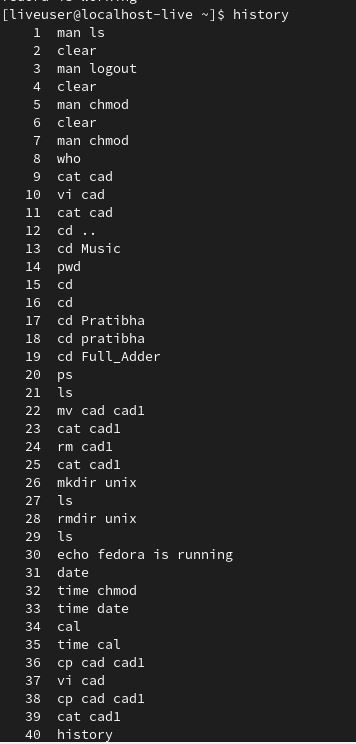 [liveuser@localhost-live ~]$ history
1 man ls
2 clear
3 man logout
4 clear
5 man chmod
6 clear
7 man chmod
8 who
9 cat cad
10 vi cad
11 cat cad
12 cd ..
13 cd Music
14 pwd
15 cd
16 cd
17 cd Pratibha
18 cd pratibha
19 cd Full_Adder
20 ps
21 ls
22 mv cad cad1
23 cat cad1
24 rm cad1
25 cat cad1
26 mkdir unix
27 ls
28 rmdir unix
29 ls
30 echo fedora is running
31 date
32 time chmod
33 time date
34 cal
35 time cal
36 cp cad cad1
37 vi cad
38 cp cad cad1
39 cat cad1
40 history